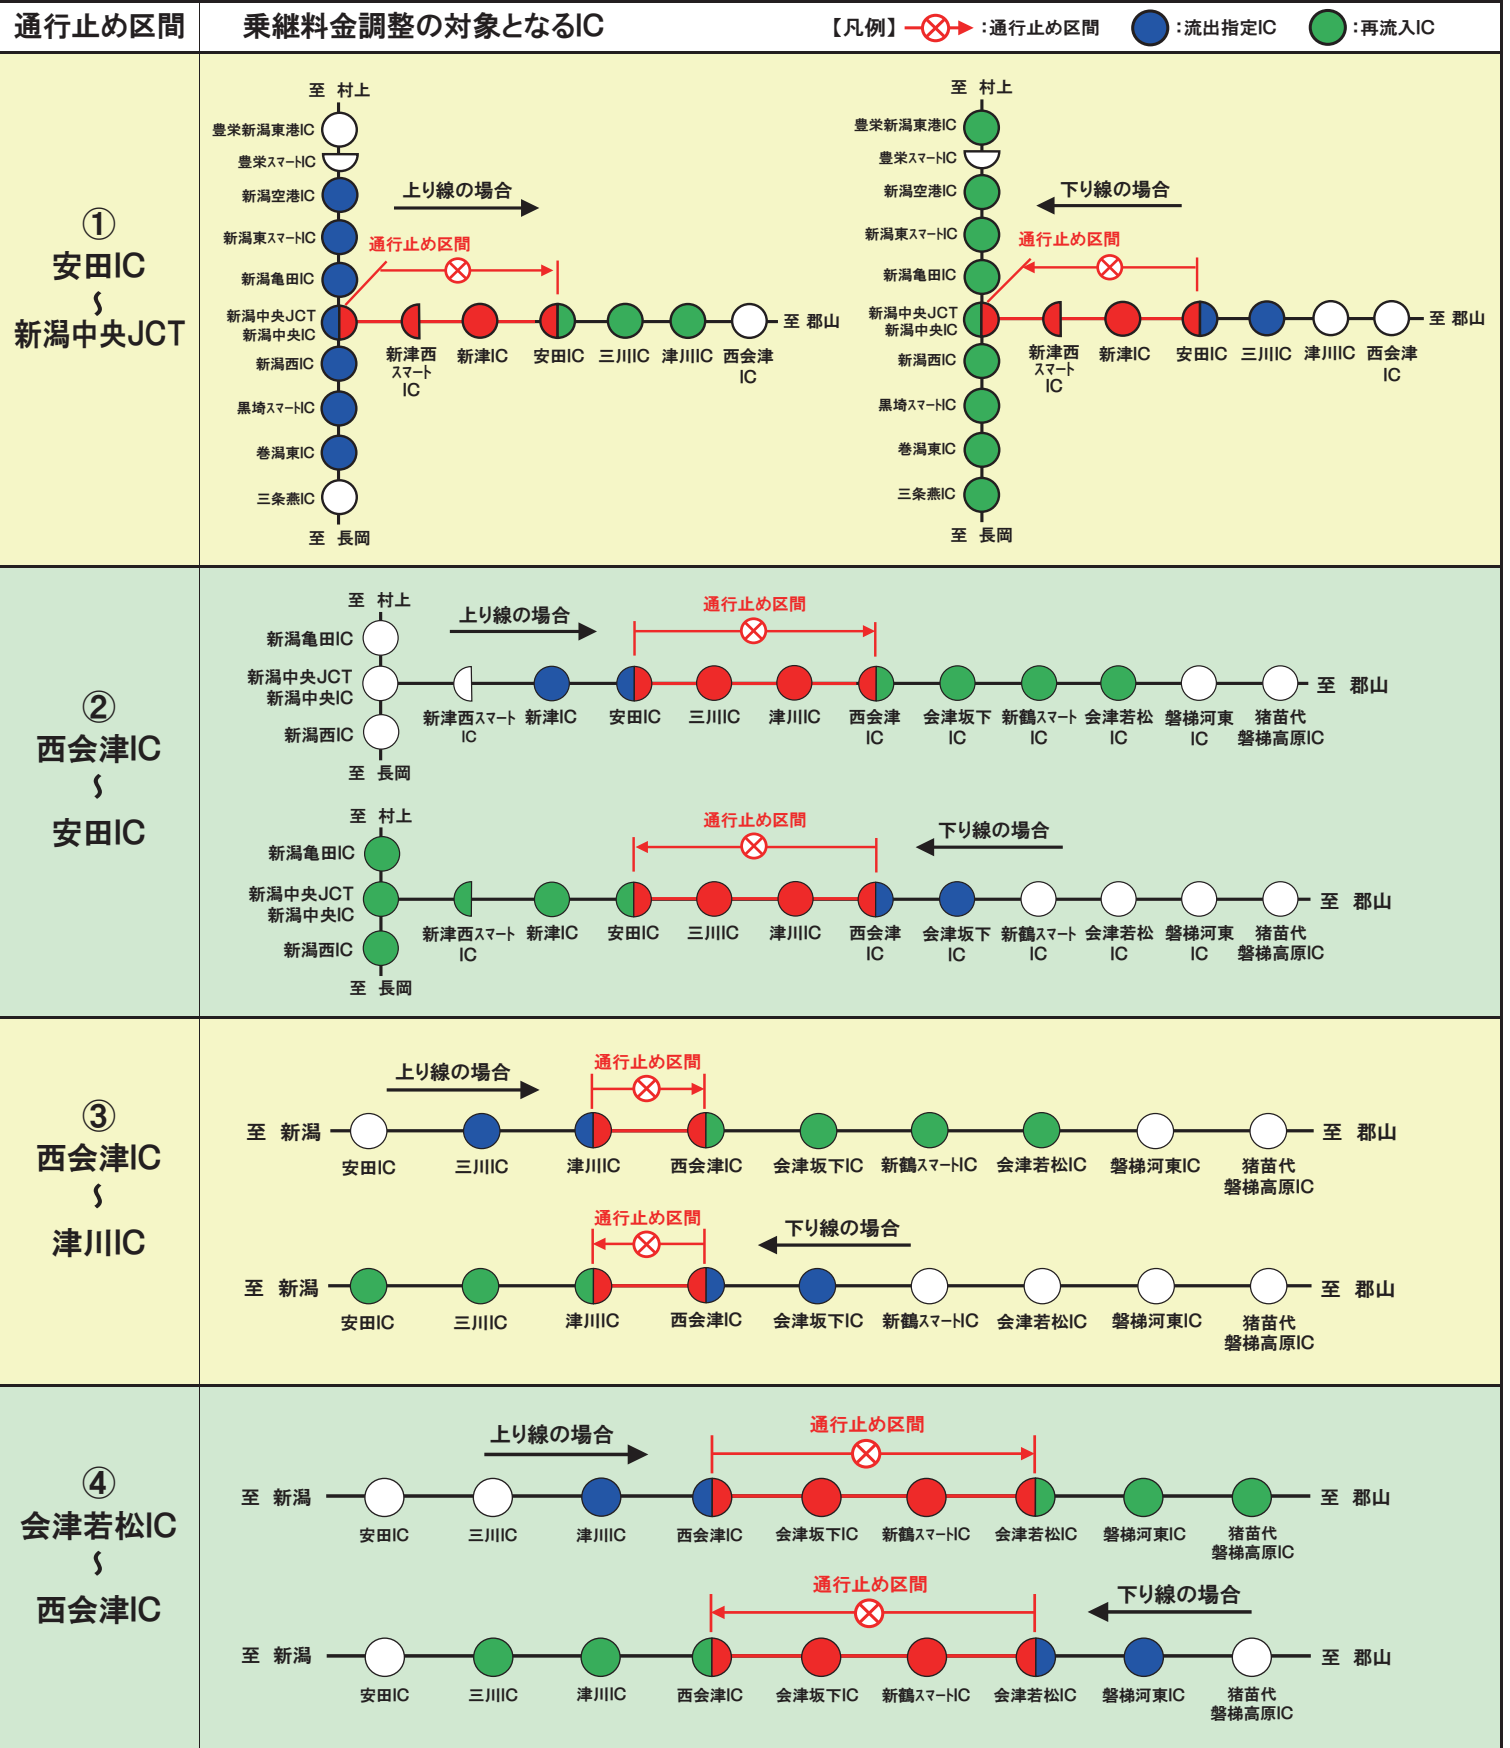 通行止め区間
乗継料金調整の対象となるIC
【凡例】 :通行止め区間 :流出指定IC :再流入IC
①
安田IC
〜
新潟中央JCT
至 村上
豊栄新潟東港IC
豊栄スマートIC
新潟空港IC
新潟東スマートIC
新潟亀田IC
新潟中央JCT
新潟中央IC
新潟西IC
黒埼スマートIC
巻潟東IC
三条燕IC
至 長岡
上り線の場合
通行止め区間
新津西
スマート
IC
新津IC
安田IC
三川IC
津川IC
西会津
IC
至 郡山
至 村上
豊栄新潟東港IC
豊栄スマートIC
新潟空港IC
新潟東スマートIC
新潟亀田IC
新潟中央JCT
新潟中央IC
新潟西IC
黒埼スマートIC
巻潟東IC
三条燕IC
至 長岡
下り線の場合
通行止め区間
新津西
スマート
IC
新津IC
安田IC
三川IC
津川IC
西会津
IC
至 郡山
②
西会津IC
〜
安田IC
至 村上
新潟亀田IC
新潟中央JCT
新潟中央IC
新潟西IC
至 長岡
上り線の場合
通行止め区間
新津西スマート
IC
新津IC
安田IC
三川IC
津川IC
西会津
IC
会津坂下
IC
新鶴スマート
IC
会津若松
IC
磐梯河東
IC
猪苗代
磐梯高原IC
至 郡山
至 村上
新潟亀田IC
新潟中央JCT
新潟中央IC
新潟西IC
至 長岡
通行止め区間
下り線の場合
新津西スマート
IC
新津IC
安田IC
三川IC
津川IC
西会津
IC
会津坂下
IC
新鶴スマート
IC
会津若松
IC
磐梯河東
IC
猪苗代
磐梯高原IC
至 郡山
③
西会津IC
〜
津川IC
上り線の場合
通行止め区間
至 新潟
安田IC
三川IC
津川IC
西会津IC
会津坂下IC
新鶴スマートIC
会津若松IC
磐梯河東IC
猪苗代
磐梯高原IC
至 郡山
通行止め区間
下り線の場合
至 新潟
安田IC
三川IC
津川IC
西会津IC
会津坂下IC
新鶴スマートIC
会津若松IC
磐梯河東IC
猪苗代
磐梯高原IC
至 郡山
④
会津若松IC
〜
西会津IC
上り線の場合
通行止め区間
至 新潟
安田IC
三川IC
津川IC
西会津IC
会津坂下IC
新鶴スマートIC
会津若松IC
磐梯河東IC
猪苗代
磐梯高原IC
至 郡山
通行止め区間
下り線の場合
至 新潟
安田IC
三川IC
津川IC
西会津IC
会津坂下IC
新鶴スマートIC
会津若松IC
磐梯河東IC
猪苗代
磐梯高原IC
至 郡山